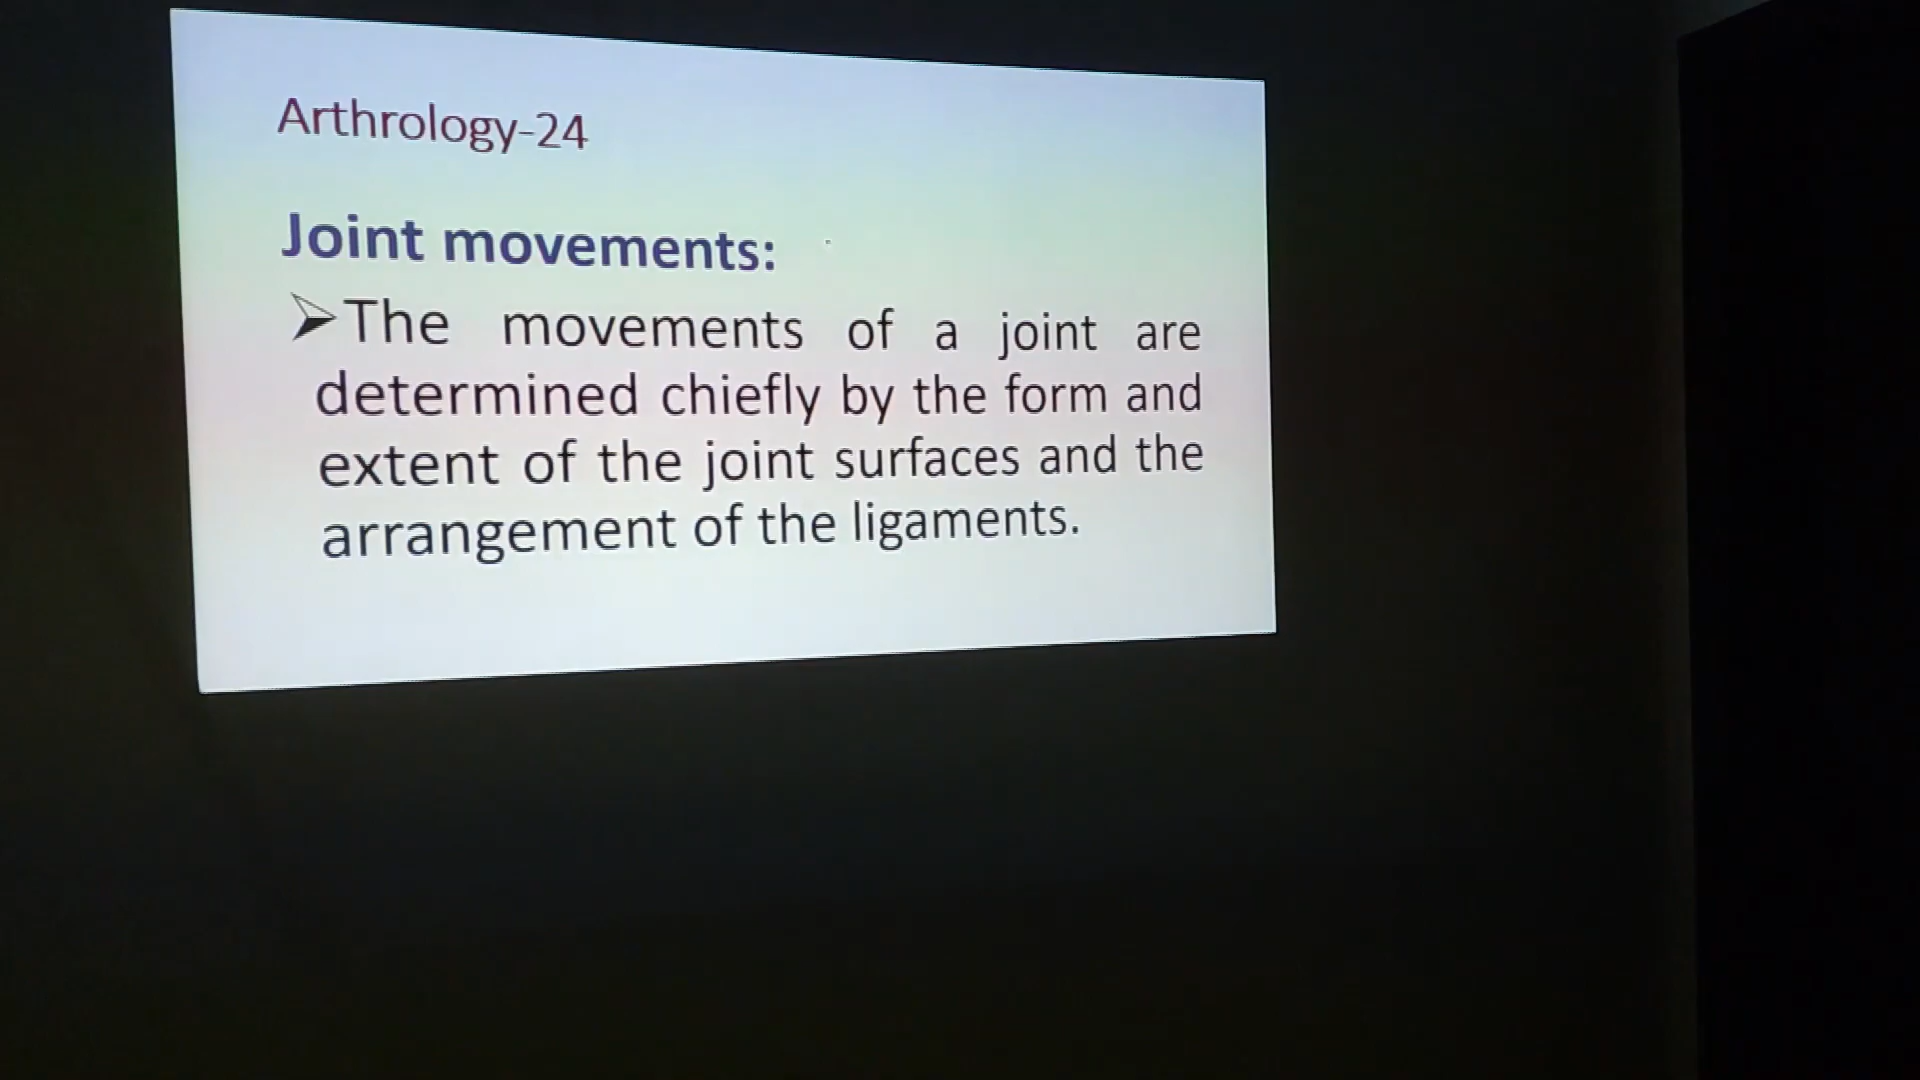 Arthrology-24
Joint movements:
➢The movements of a joint are
determined chiefly by the form and
extent of the joint surfaces and the
arrangement of the ligaments.